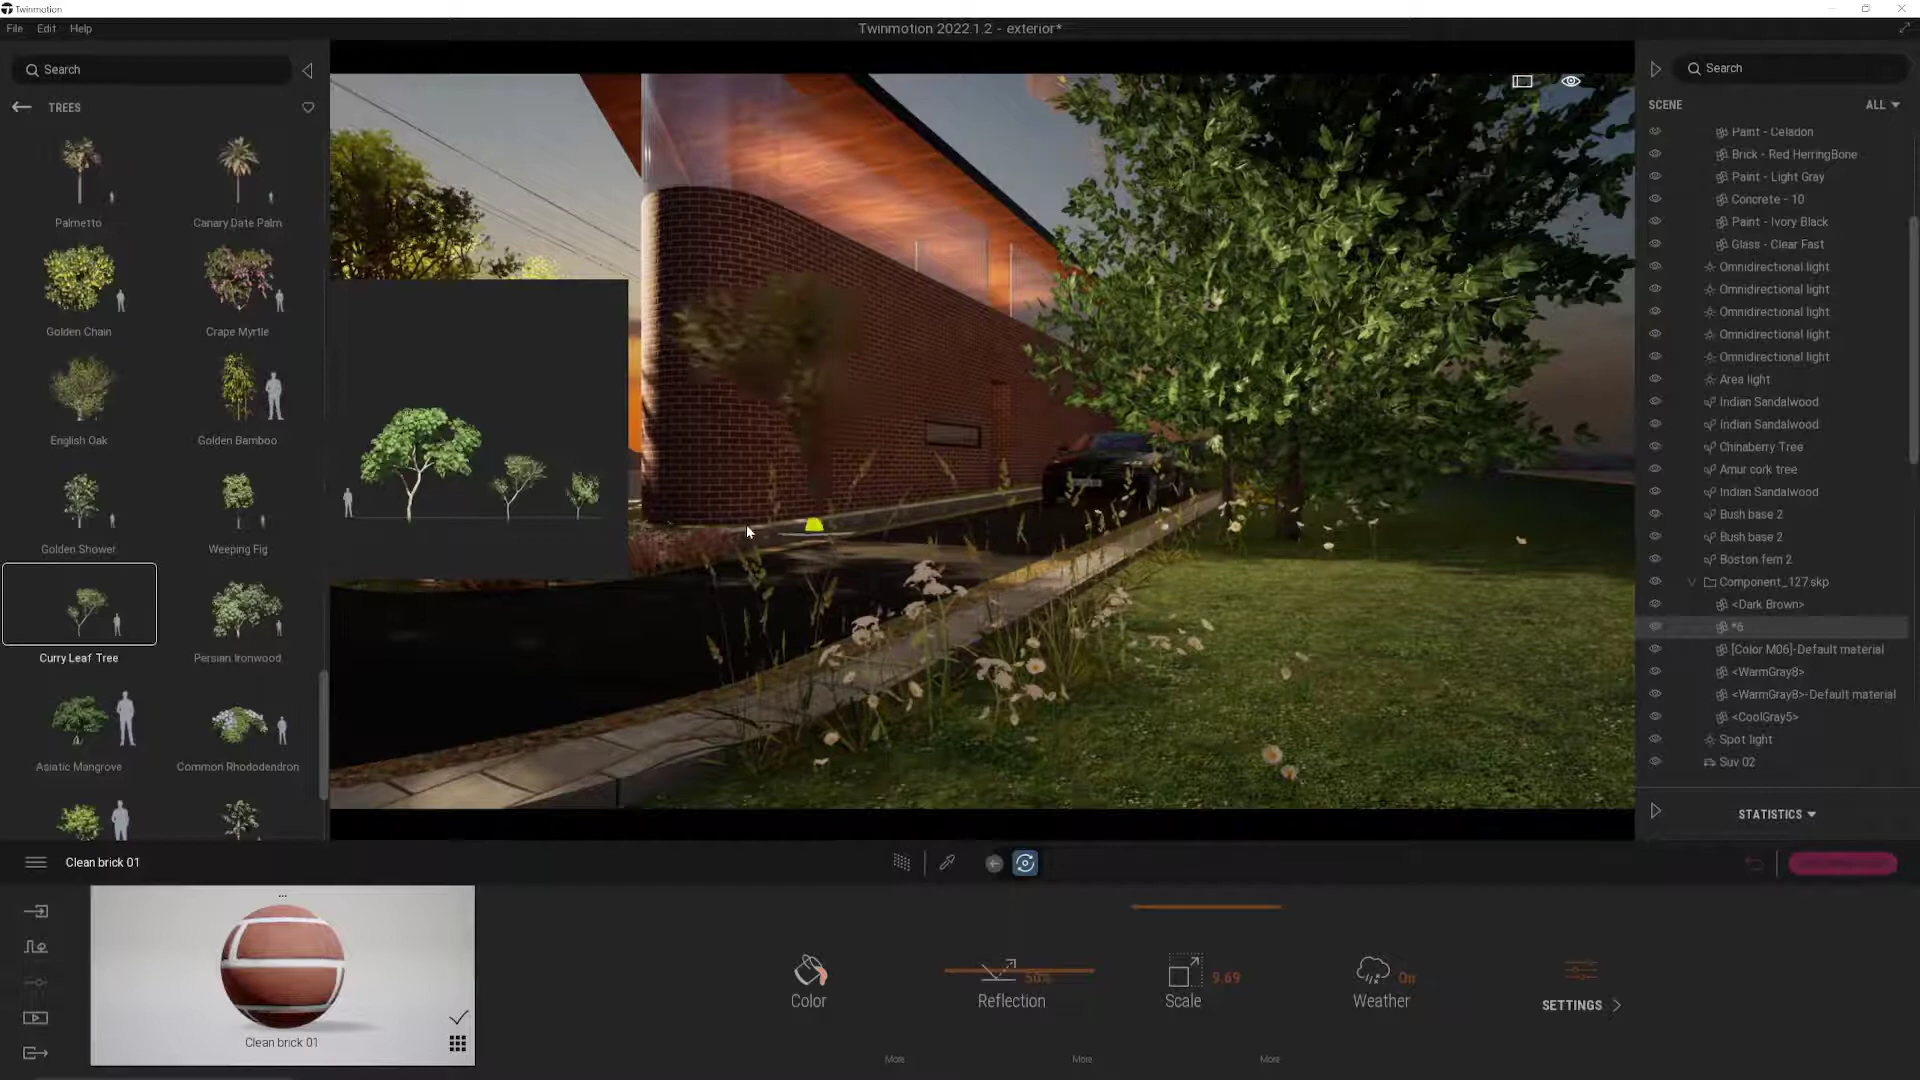 Twinmotion
File Edit Help
Twinmotion 2022.1.2 - exterior*
Search
TREES
Palmetto
Canary Date Palm
Golden Chain
Crape Myrtle
English Oak
Golden Bamboo
Golden Shower
Weeping Fig
Curry Leaf Tree
Persian Ironwood
Asiatic Mangrove
Common Rhododendron
Search
SCENE
ALL
Paint - Celadon
Brick - Red HerringBone
Paint - Light Gray
Concrete - 10
Paint - Ivory Black
Glass - Clear Fast
Omnidirectional light
Omnidirectional light
Omnidirectional light
Omnidirectional light
Omnidirectional light
Area light
Indian Sandalwood
Indian Sandalwood
Chinaberry Tree
Amur cork tree
Indian Sandalwood
Bush base 2
Bush base 2
Boston fern 2
Component_127.skp
<Dark Brown>
*6
[Color M06]-Default material
<WarmGray8>
<WarmGray8>-Default material
<CoolGray5>
Spot light
Suv 02
STATISTICS
Clean brick 01
...
Clean brick 01
Color
50%
Reflection
9.69
Scale
On
Weather
SETTINGS
More
More
More